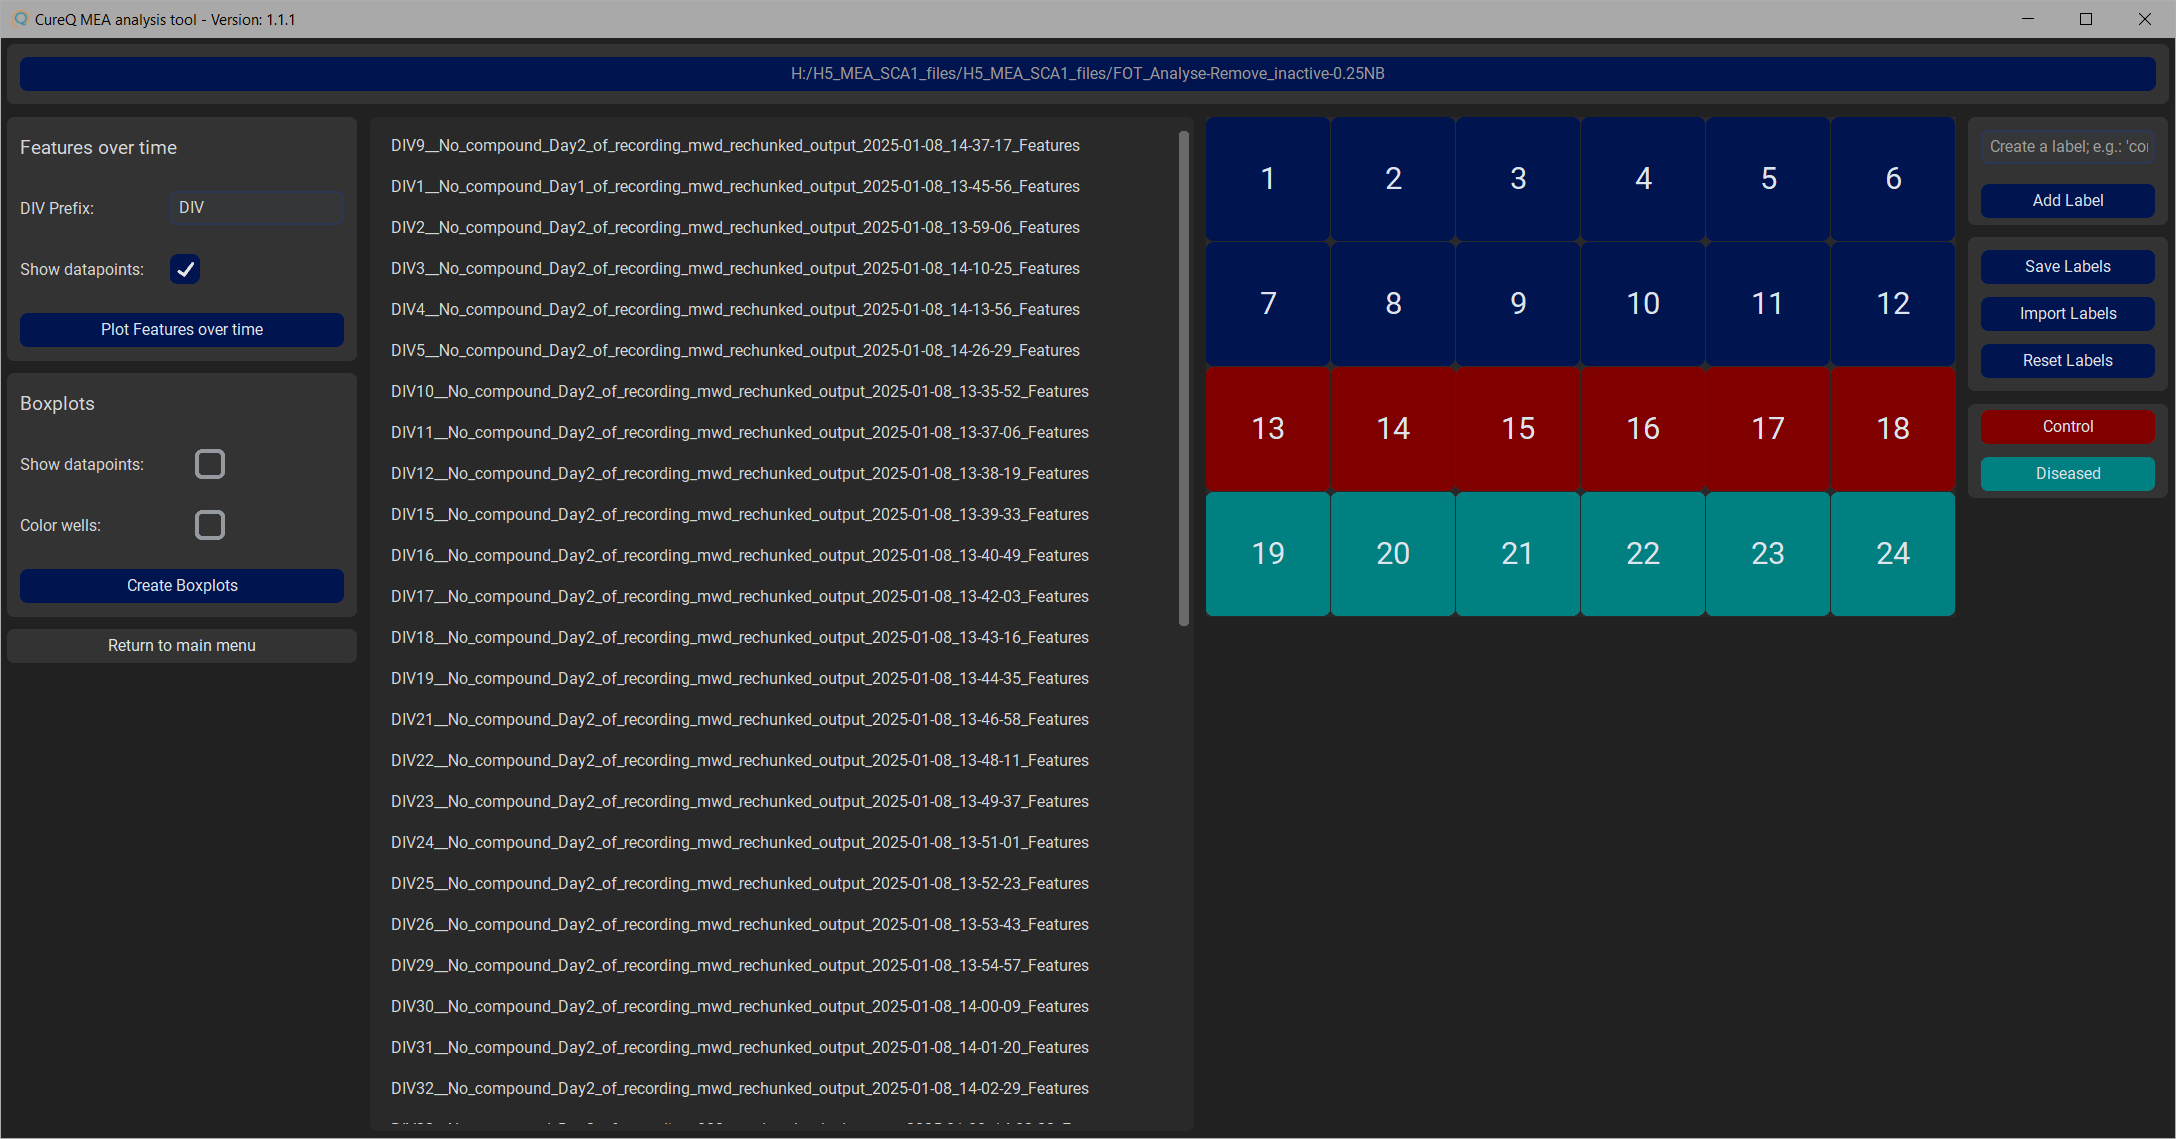 CureQ MEA analysis tool - Version: 1.1.1
H:/H5_MEA_SCA1_files/H5_MEA_SCA1_files/FOT_Analyse-Remove_inactive-0.25NB
Features over time
DIV Prefix: DIV
Show datapoints:
Plot Features over time
Boxplots
Show datapoints:
Color wells:
Create Boxplots
Return to main menu
DIV9__No_compound_Day2_of_recording_mwd_rechunked_output_2025-01-08_14-37-17_Features
DIV1__No_compound_Day1_of_recording_mwd_rechunked_output_2025-01-08_13-45-56_Features
DIV2__No_compound_Day2_of_recording_mwd_rechunked_output_2025-01-08_13-59-06_Features
DIV3__No_compound_Day2_of_recording_mwd_rechunked_output_2025-01-08_14-10-25_Features
DIV4__No_compound_Day2_of_recording_mwd_rechunked_output_2025-01-08_14-13-56_Features
DIV5__No_compound_Day2_of_recording_mwd_rechunked_output_2025-01-08_14-26-29_Features
DIV10__No_compound_Day2_of_recording_mwd_rechunked_output_2025-01-08_13-35-52_Features
DIV11__No_compound_Day2_of_recording_mwd_rechunked_output_2025-01-08_13-37-06_Features
DIV12__No_compound_Day2_of_recording_mwd_rechunked_output_2025-01-08_13-38-19_Features
DIV15__No_compound_Day2_of_recording_mwd_rechunked_output_2025-01-08_13-39-33_Features
DIV16__No_compound_Day2_of_recording_mwd_rechunked_output_2025-01-08_13-40-49_Features
DIV17__No_compound_Day2_of_recording_mwd_rechunked_output_2025-01-08_13-42-03_Features
DIV18__No_compound_Day2_of_recording_mwd_rechunked_output_2025-01-08_13-43-16_Features
DIV19__No_compound_Day2_of_recording_mwd_rechunked_output_2025-01-08_13-44-35_Features
DIV21__No_compound_Day2_of_recording_mwd_rechunked_output_2025-01-08_13-46-58_Features
DIV22__No_compound_Day2_of_recording_mwd_rechunked_output_2025-01-08_13-48-11_Features
DIV23__No_compound_Day2_of_recording_mwd_rechunked_output_2025-01-08_13-49-37_Features
DIV24__No_compound_Day2_of_recording_mwd_rechunked_output_2025-01-08_13-51-01_Features
DIV25__No_compound_Day2_of_recording_mwd_rechunked_output_2025-01-08_13-52-23_Features
DIV26__No_compound_Day2_of_recording_mwd_rechunked_output_2025-01-08_13-53-43_Features
DIV29__No_compound_Day2_of_recording_mwd_rechunked_output_2025-01-08_13-54-57_Features
DIV30__No_compound_Day2_of_recording_mwd_rechunked_output_2025-01-08_14-00-09_Features
DIV31__No_compound_Day2_of_recording_mwd_rechunked_output_2025-01-08_14-01-20_Features
DIV32__No_compound_Day2_of_recording_mwd_rechunked_output_2025-01-08_14-02-29_Features
1 2 3 4 5 6
7 8 9 10 11 12
13 14 15 16 17 18
19 20 21 22 23 24
Create a label; e.g.: 'co
Add Label
Save Labels
Import Labels
Reset Labels
Control
Diseased